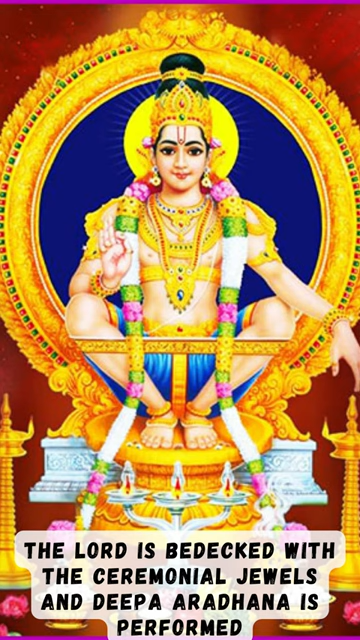 THE LORD IS BEDECKED WITH
THE CEREMONIAL JEWELS
AND DEEPA ARADHANA IS
PERFORMED